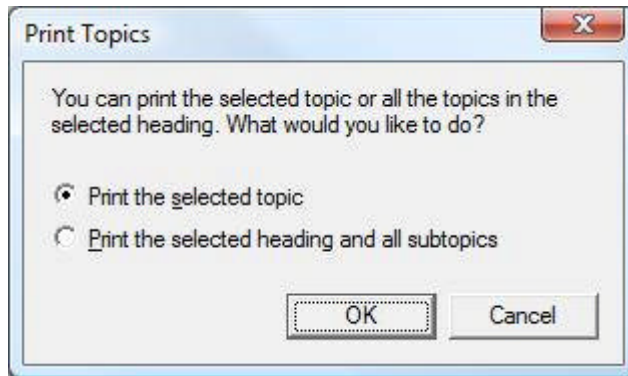 Print Topics
You can print the selected topic or all the topics in the
selected heading. What would you like to do?
Print the selected topic
Print the selected heading and all subtopics
OK
Cancel